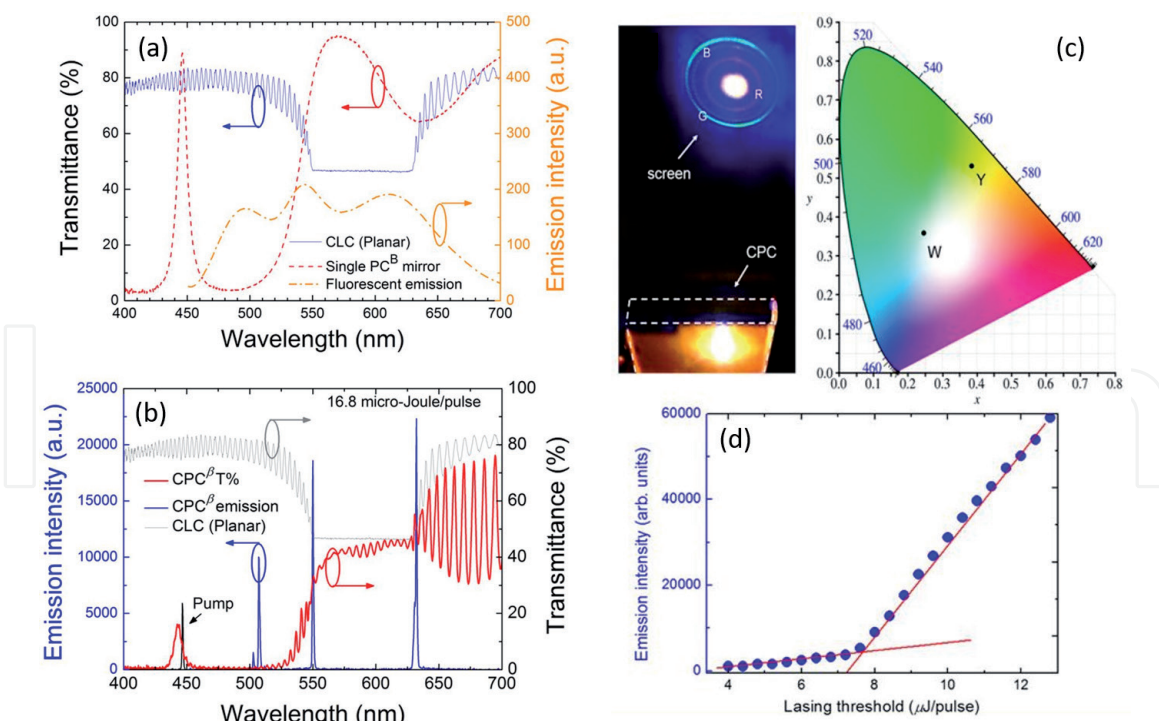 (a)
Transmittance (%)
100
80
60
40
20
0
400 450 500 550 600 650 700
Wavelength (nm)
500
400
300
200
100
0
Emission intensity (a.u.)
CLC (Planar)
Single PC^B mirror
Fluorescent emission
(b)
16.8 micro-Joule/pulse
Emission intensity (a.u.)
25000
20000
15000
10000
5000
0
400 450 500 550 600 650 700
Wavelength (nm)
100
80
60
40
20
0
Transmittance (%)
CPC^β T%
CPC^β emission
CLC (Planar)
Pump
B
R
G
screen
CPC
(c)
y
0.9
0.8
0.7
0.6
0.5
0.4
0.3
0.2
0.1
0.0
0.0 0.1 0.2 0.3 0.4 0.5 0.6 0.7 0.8
x
520
540
560
500
580
600
620
480
460
Y
W
(d)
Emission intensity (arb. units)
60000
40000
20000
0
4 6 8 10 12
Lasing threshold (μJ/pulse)